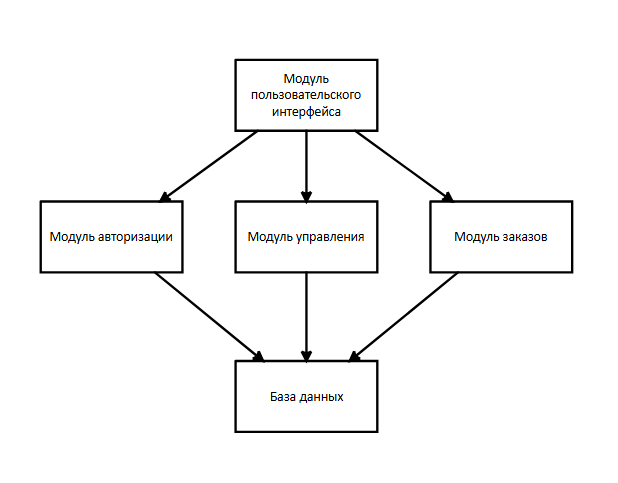 Модуль
пользовательского
интерфейса
Модуль авторизации
Модуль управления
Модуль заказов
База данных